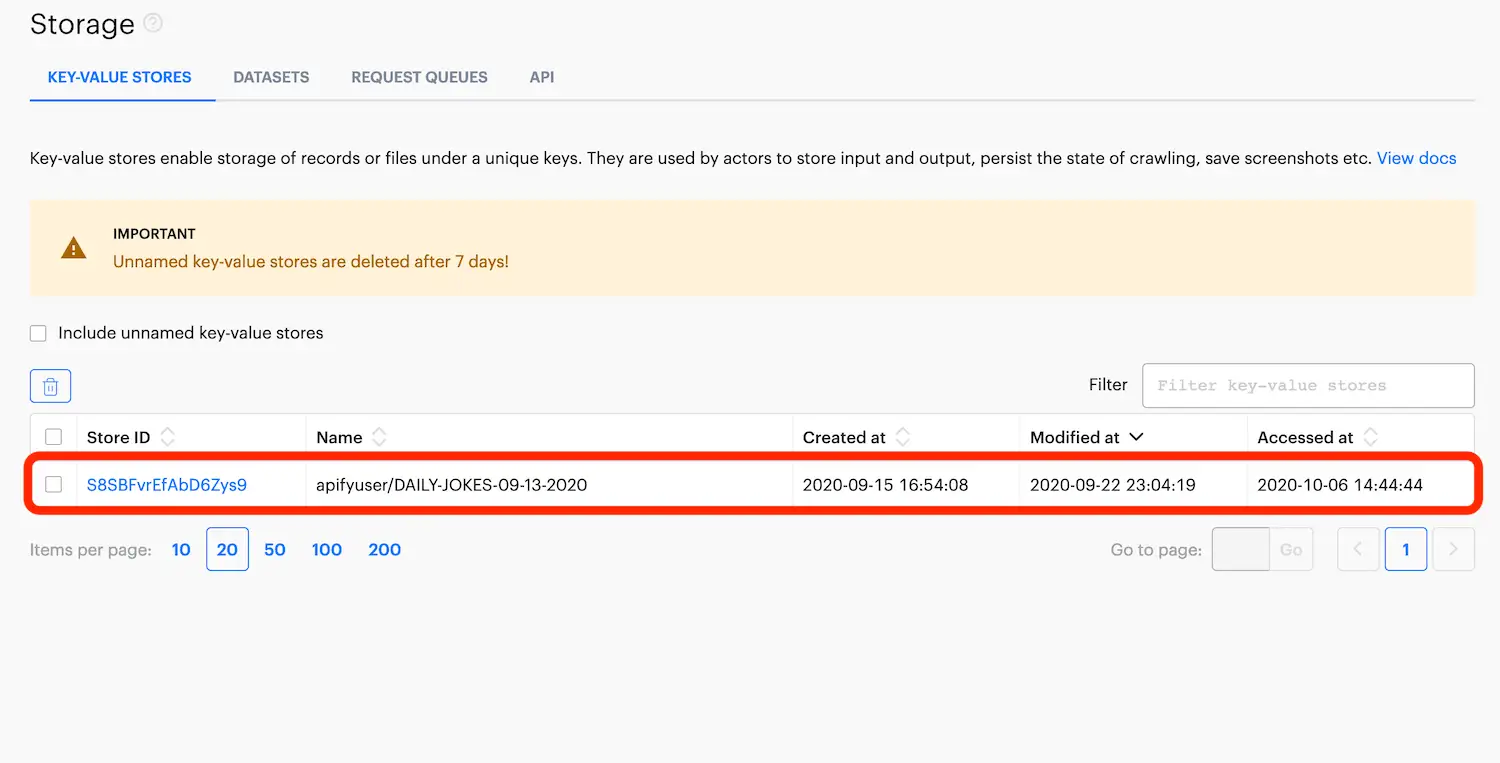 Storage
KEY-VALUE STORES DATASETS REQUEST QUEUES API
Key-value stores enable storage of records or files under a unique keys. They are used by actors to store input and output, persist the state of crawling, save screenshots etc. View docs
IMPORTANT
Unnamed key-value stores are deleted after 7 days!
Include unnamed key-value stores
Filter Filter key-value stores
Store ID Name Created at Modified at Accessed at
S8SBFvrEfAbD6Zys9 apifyuser/DAILY-JOKES-09-13-2020 2020-09-15 16:54:08 2020-09-22 23:04:19 2020-10-06 14:44:44
Items per page: 10 20 50 100 200 Go to page: Go 1